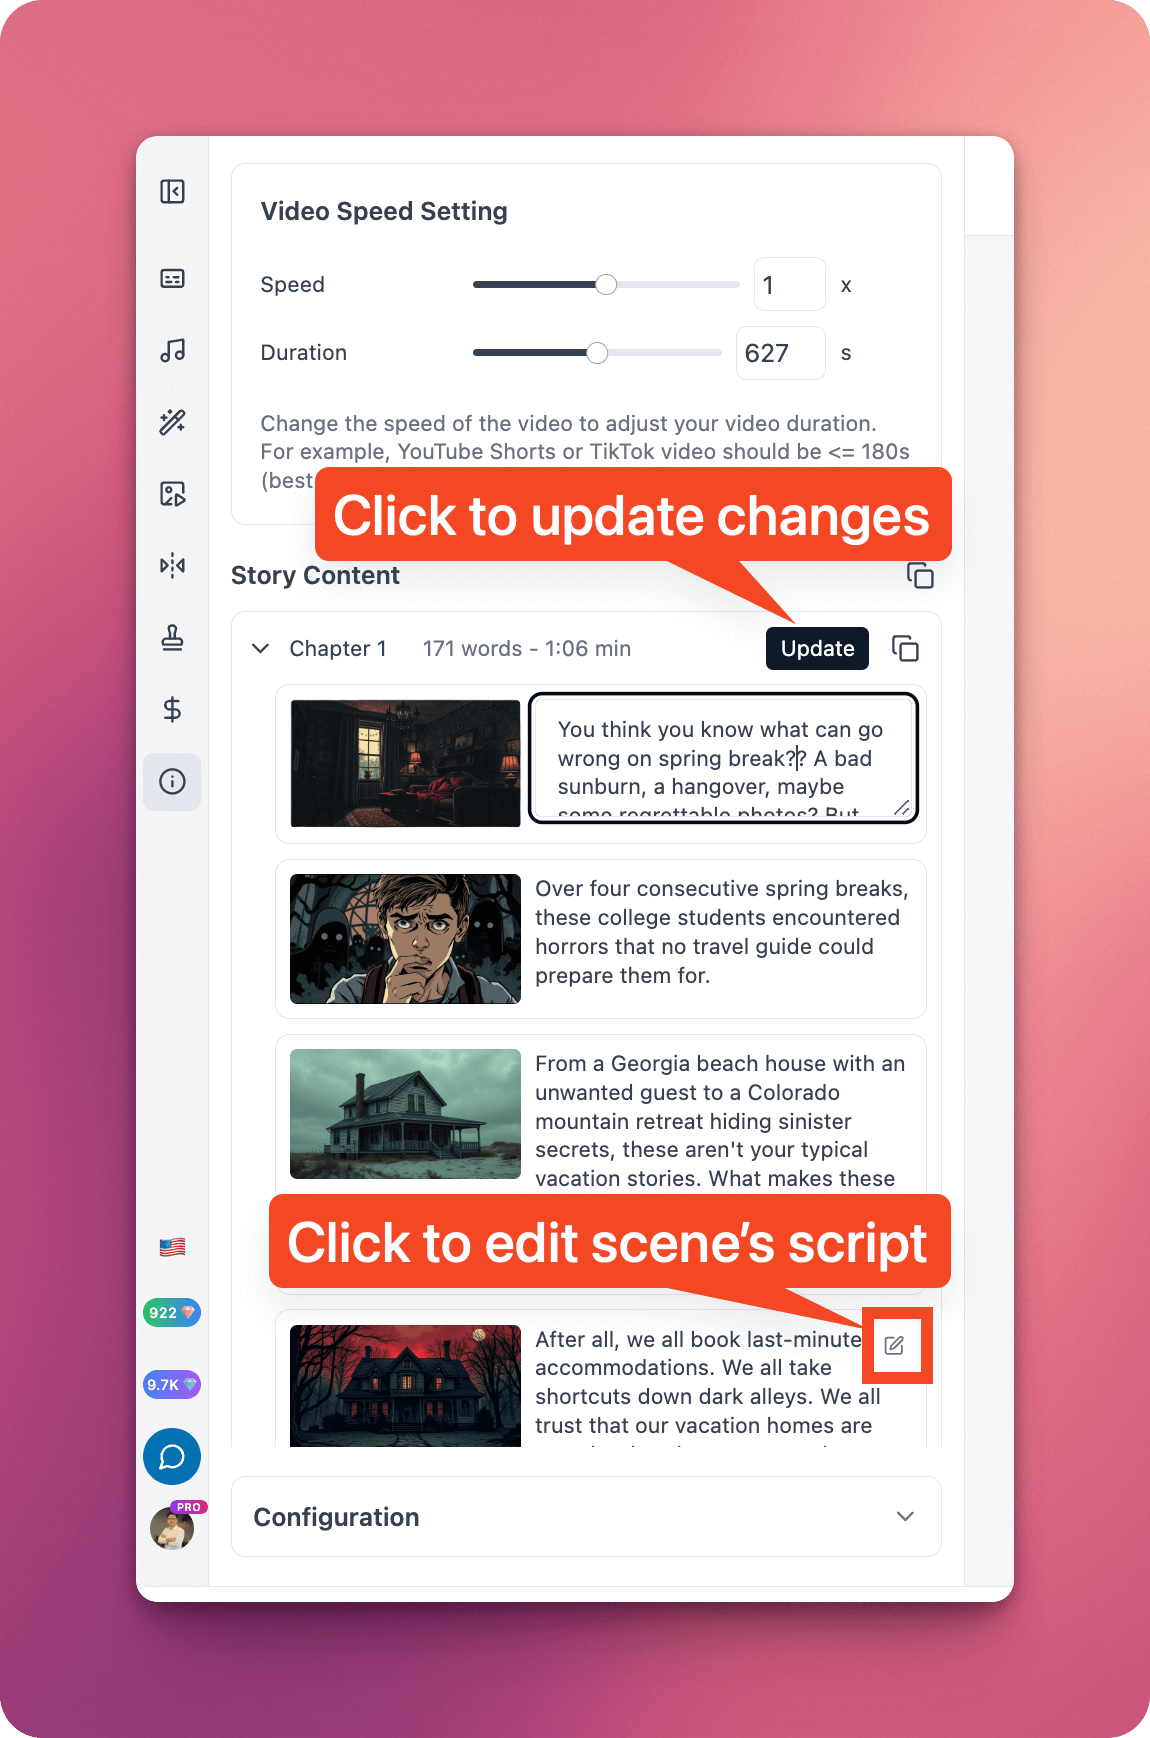 Video Speed Setting
Speed
1
x
Duration
627
s
Change the speed of the video to adjust your video duration.
For example, YouTube Shorts or TikTok video should be <= 180s
(best
Click to update changes
Story Content
Chapter 1
171 words - 1:06 min
Update
You think you know what can go
wrong on spring break?? A bad
sunburn, a hangover, maybe
some regrettable photos? But
Over four consecutive spring breaks,
these college students encountered
horrors that no travel guide could
prepare them for.
From a Georgia beach house with an
unwanted guest to a Colorado
mountain retreat hiding sinister
secrets, these aren't your typical
vacation stories. What makes these
Click to edit scene’s script
After all, we all book last-minute
accommodations. We all take
shortcuts down dark alleys. We all
trust that our vacation homes are
922
9.7K
PRO
Configuration